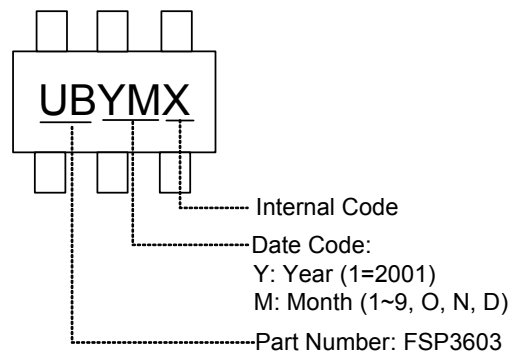 UBYMX
Internal Code
Date Code:
Y: Year (1=2001)
M: Month (1~9, O, N, D)
Part Number: FSP3603